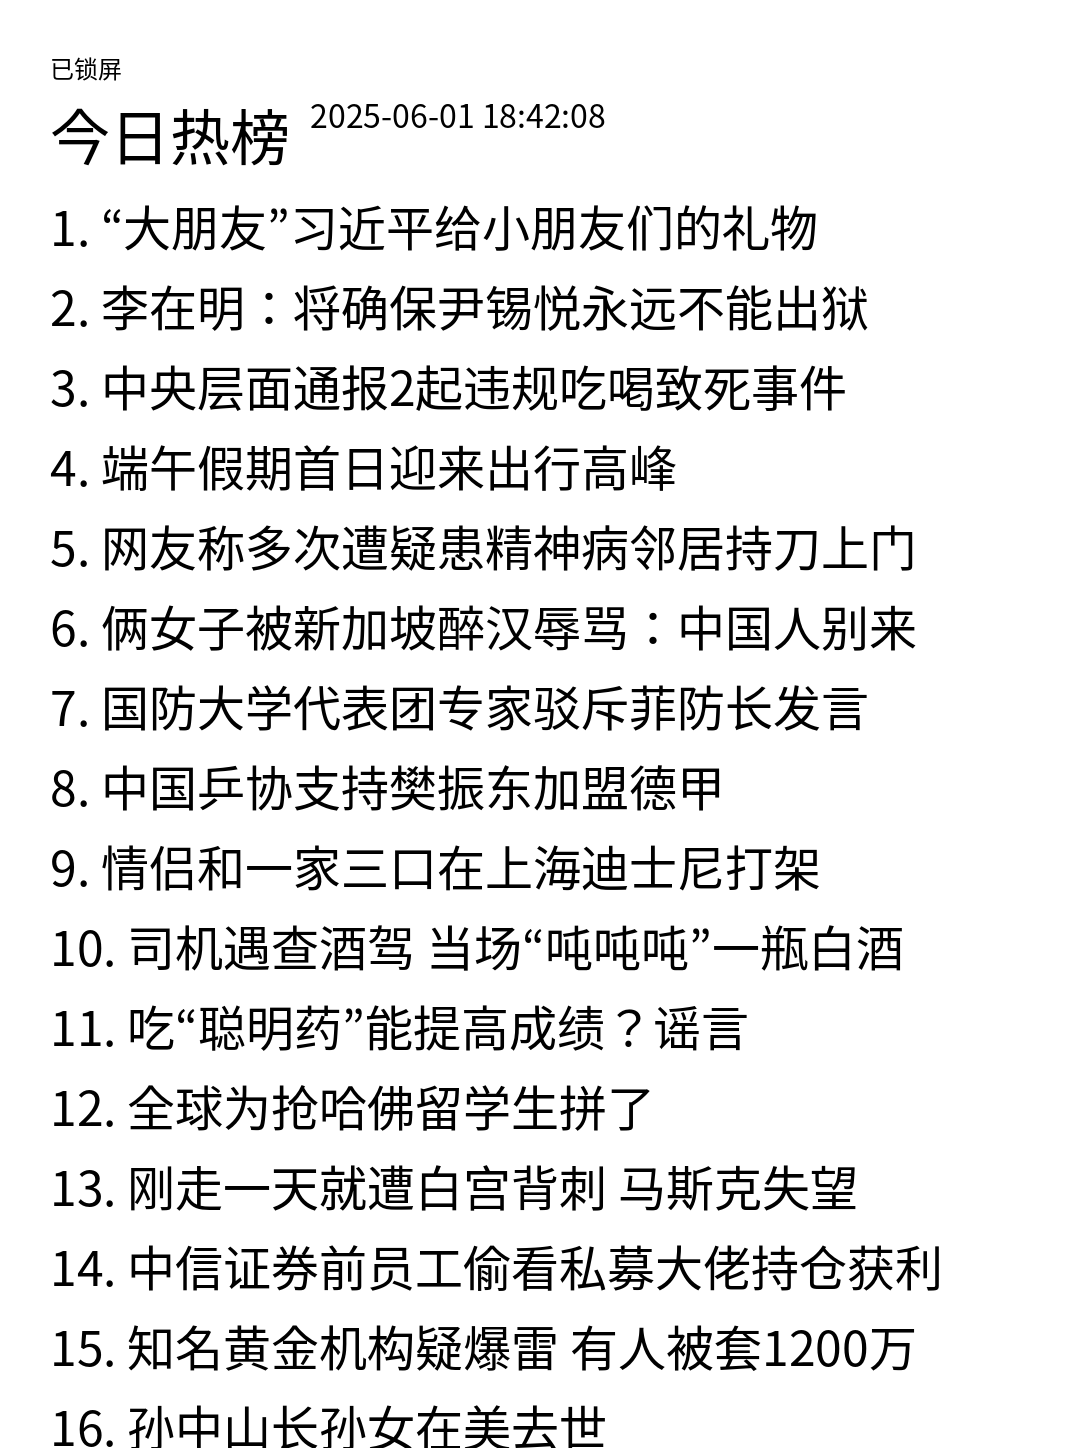 已锁屏
今日热榜 2025-06-01 18:42:08
1. “大朋友”习近平给小朋友们的礼物
2. 李在明：将确保尹锡悦永远不能出狱
3. 中央层面通报2起违规吃喝致死事件
4. 端午假期首日迎来出行高峰
5. 网友称多次遭疑患精神病邻居持刀上门
6. 俩女子被新加坡醉汉辱骂：中国人别来
7. 国防大学代表团专家驳斥菲防长发言
8. 中国乒协支持樊振东加盟德甲
9. 情侣和一家三口在上海迪士尼打架
10. 司机遇查酒驾 当场“吨吨吨”一瓶白酒
11. 吃“聪明药”能提高成绩？谣言
12. 全球为抢哈佛留学生拼了
13. 刚走一天就遭白宫背刺 马斯克失望
14. 中信证券前员工偷看私募大佬持仓获利
15. 知名黄金机构疑爆雷 有人被套1200万
16. 孙中山长孙女在美去世